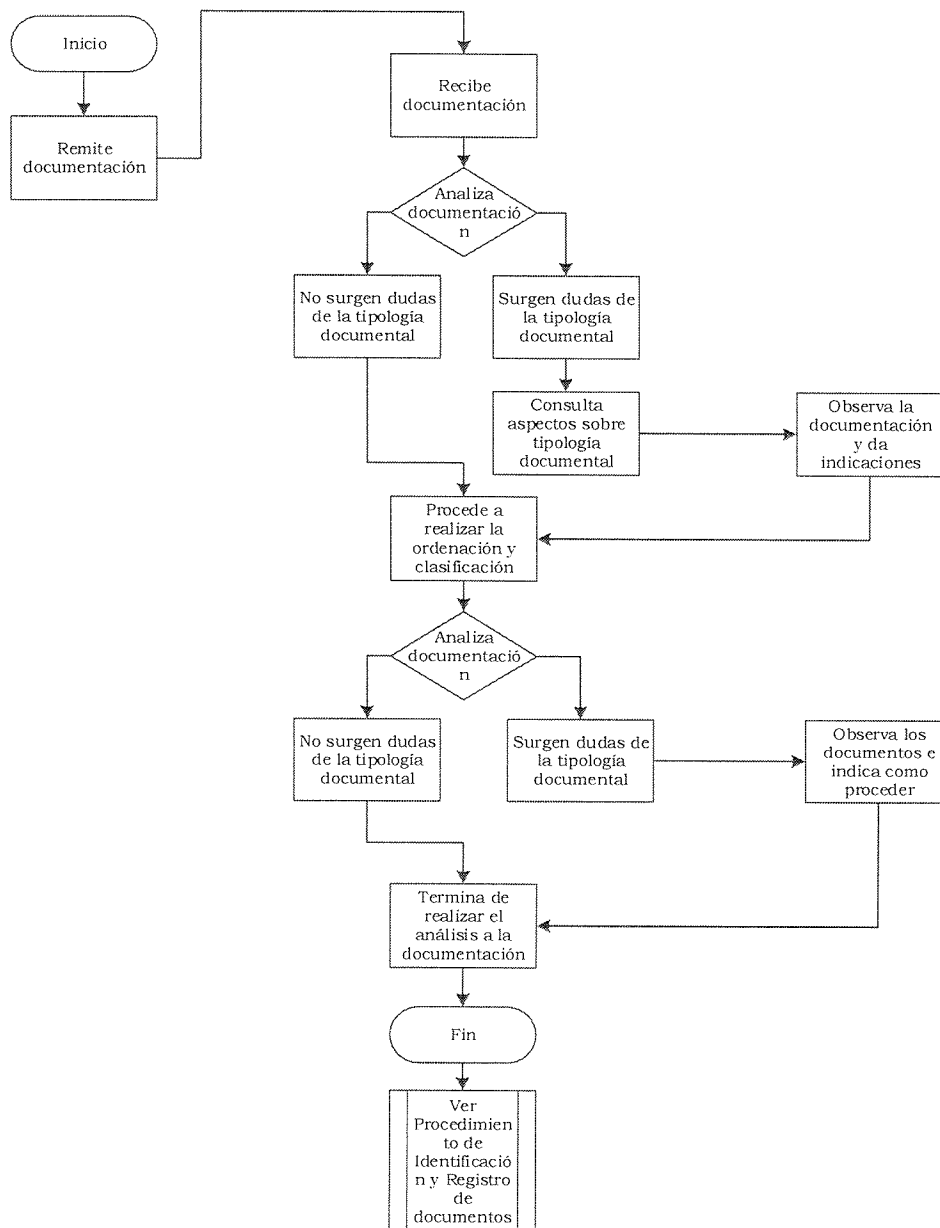 Inicio
Remite
documentación
Recibe
documentación
Analiza
documentació
n
No surgen dudas
de la tipología
documental
Surgen dudas de
la tipología
documental
Consulta
aspectos sobre
tipología
documental
Observa la
documentación
y da
indicaciones
Procede a
realizar la
ordenación y
clasificación
Analiza
documentació
n
No surgen dudas
de la tipología
documental
Surgen dudas de
la tipología
documental
Observa los
documentos e
indica como
proceder
Termina de
realizar el
análisis a la
documentación
Fin
Ver
Procedimie
nto de
Identificació
n y Registro
de
documentos